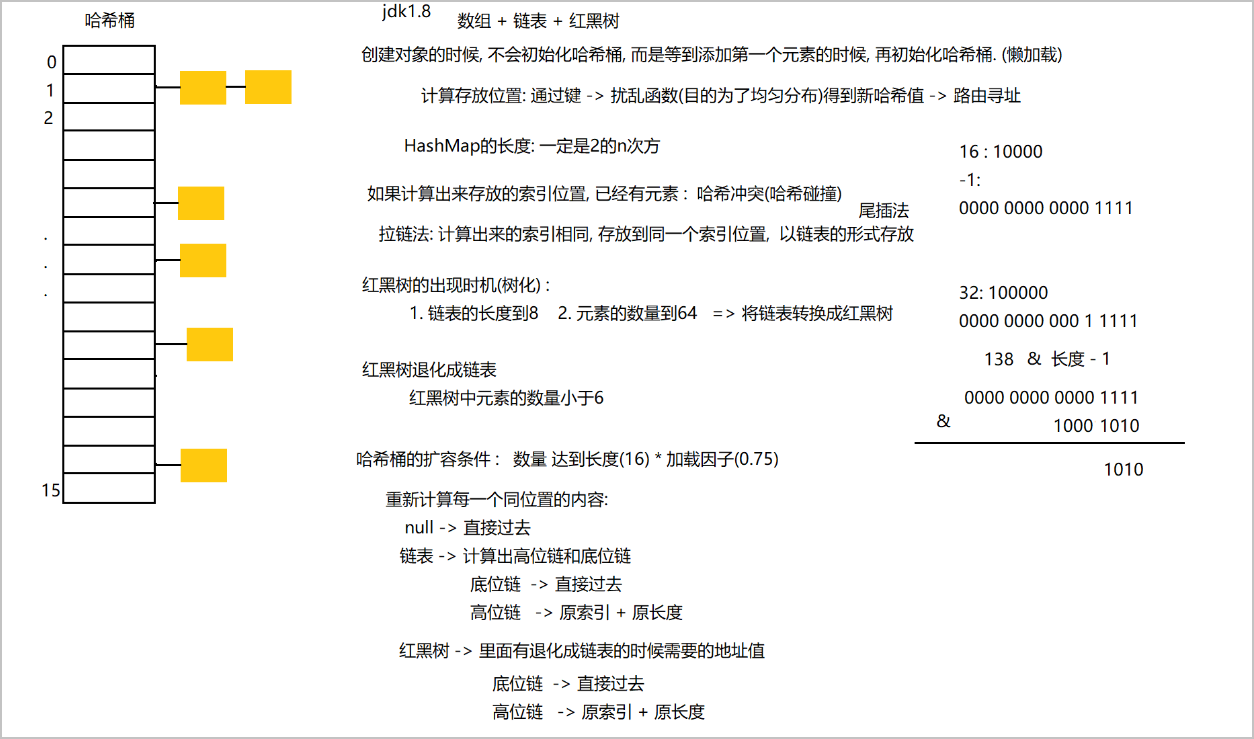 哈希桶
0
1
2
.
.
.
15
jdk1.8
数组 + 链表 + 红黑树
创建对象的时候, 不会初始化哈希桶, 而是等到添加第一个元素的时候, 再初始化哈希桶. (懒加载)
计算存放位置: 通过键 -> 扰乱函数(目的为了均匀分布)得到新哈希值 -> 路由寻址
HashMap的长度: 一定是2的n次方
如果计算出来存放的索引位置, 已经有元素 : 哈希冲突(哈希碰撞)
尾插法
拉链法: 计算出来的索引相同, 存放到同一个索引位置, 以链表的形式存放
红黑树的出现时机(树化) :
1. 链表的长度到8 2. 元素的数量到64 => 将链表转换成红黑树
红黑树退化成链表
红黑树中元素的数量小于6
哈希桶的扩容条件 : 数量 达到长度(16) * 加载因子(0.75)
重新计算每一个同位置的内容:
null -> 直接过去
链表 -> 计算出高位链和底位链
底位链 -> 直接过去
高位链 -> 原索引 + 原长度
红黑树 -> 里面有退化成链表的时候需要的地址值
底位链 -> 直接过去
高位链 -> 原索引 + 原长度
16 : 10000
-1:
0000 0000 0000 1111
32: 100000
0000 0000 000 1 1111
138 & 长度 - 1
0000 0000 0000 1111
& 1000 1010
1010